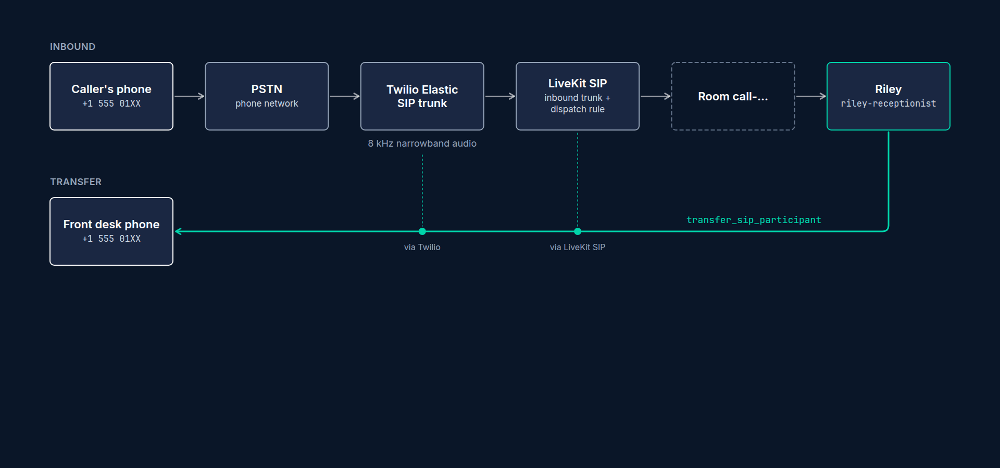 INBOUND
Caller's phone
+1 555 01XX
PSTN
phone network
Twilio Elastic
SIP trunk
8 kHz narrowband audio
LiveKit SIP
inbound trunk +
dispatch rule
Room call-...
Riley
riley-receptionist
TRANSFER
Front desk phone
+1 555 01XX
via Twilio
via LiveKit SIP
transfer_sip_participant